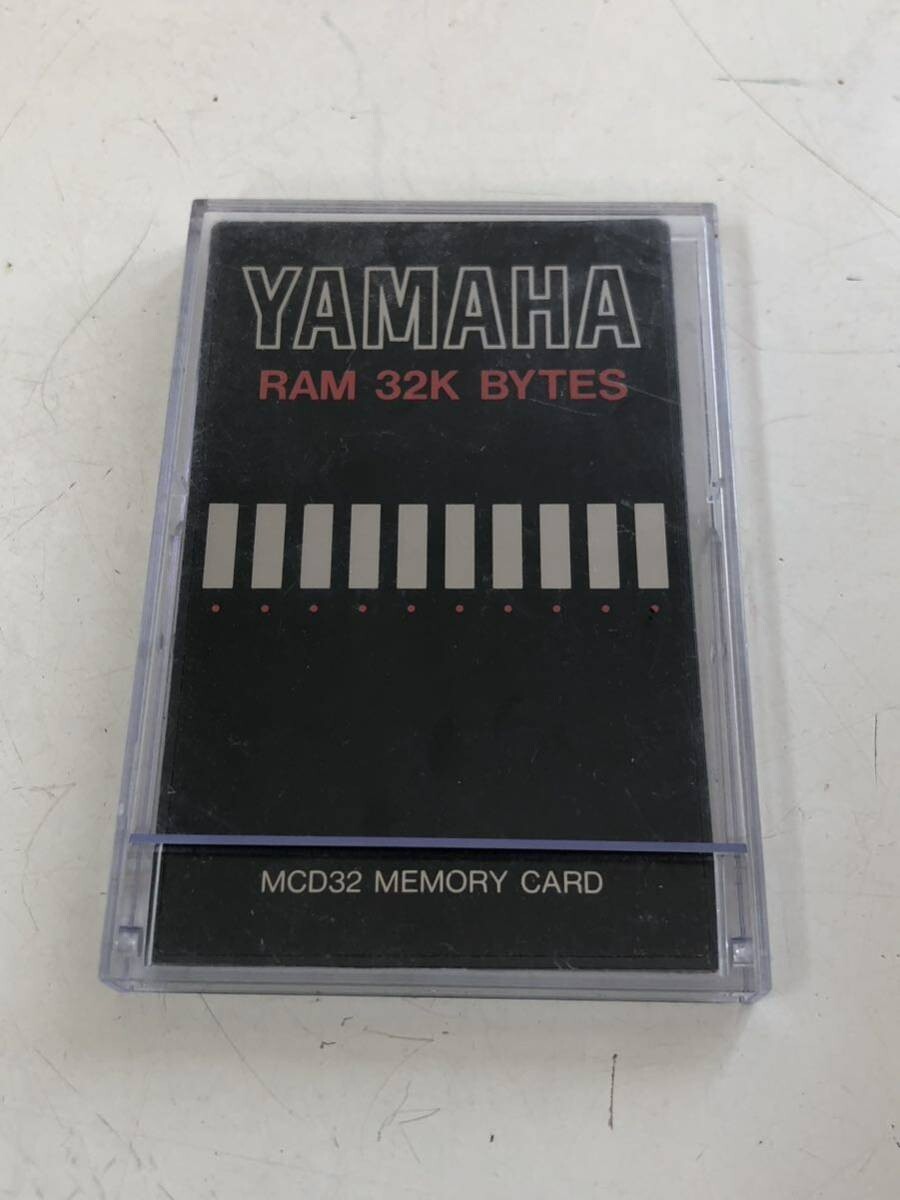 YAMAHA
RAM 32K BYTES
MCD32 MEMORY CARD